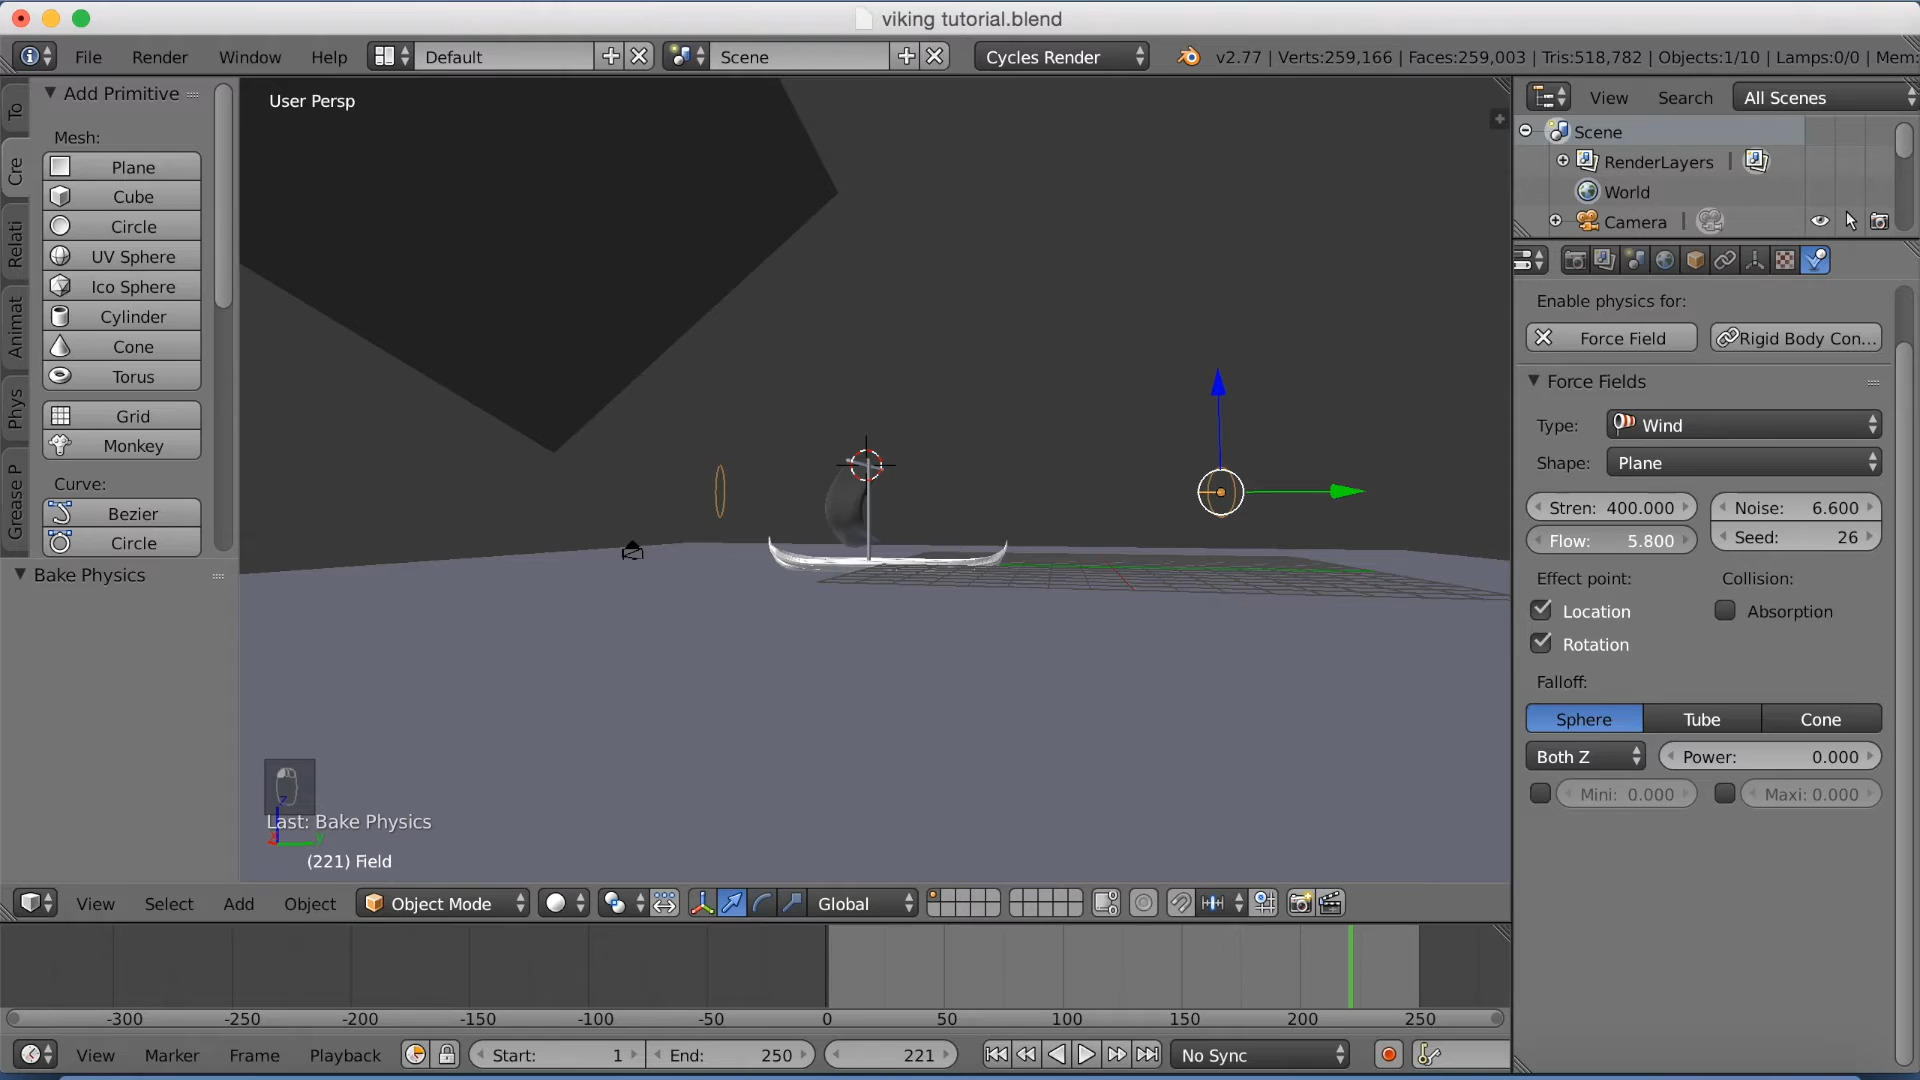 viking tutorial.blend
File Render Window Help Default Scene Cycles Render v2.77 | Verts:259,166 | Faces:259,003 | Tris:518,782 | Objects:1/10 | Lamps:0/0 | Mem:
Add Primitive
Mesh:
Plane
Cube
Circle
UV Sphere
Ico Sphere
Cylinder
Cone
Torus
Grid
Monkey
Curve:
Bezier
Circle
To
Cre
Relati
Animat
Phys
Grease P
Bake Physics
User Persp
Last: Bake Physics
(221) Field
z
x
y
View Search All Scenes
Scene
RenderLayers |
World
Camera |
Enable physics for:
Force Field Rigid Body Con...
Force Fields
Type: Wind
Shape: Plane
Stren: 400.000 Noise: 6.600
Flow: 5.800 Seed: 26
Effect point: Collision:
Location Absorption
Rotation
Falloff:
Sphere Tube Cone
Both Z Power: 0.000
Mini: 0.000 Maxi: 0.000
View Select Add Object Object Mode Global
-300 -250 -200 -150 -100 -50 0 50 100 150 200 250
View Marker Frame Playback Start: 1 End: 250 221 No Sync